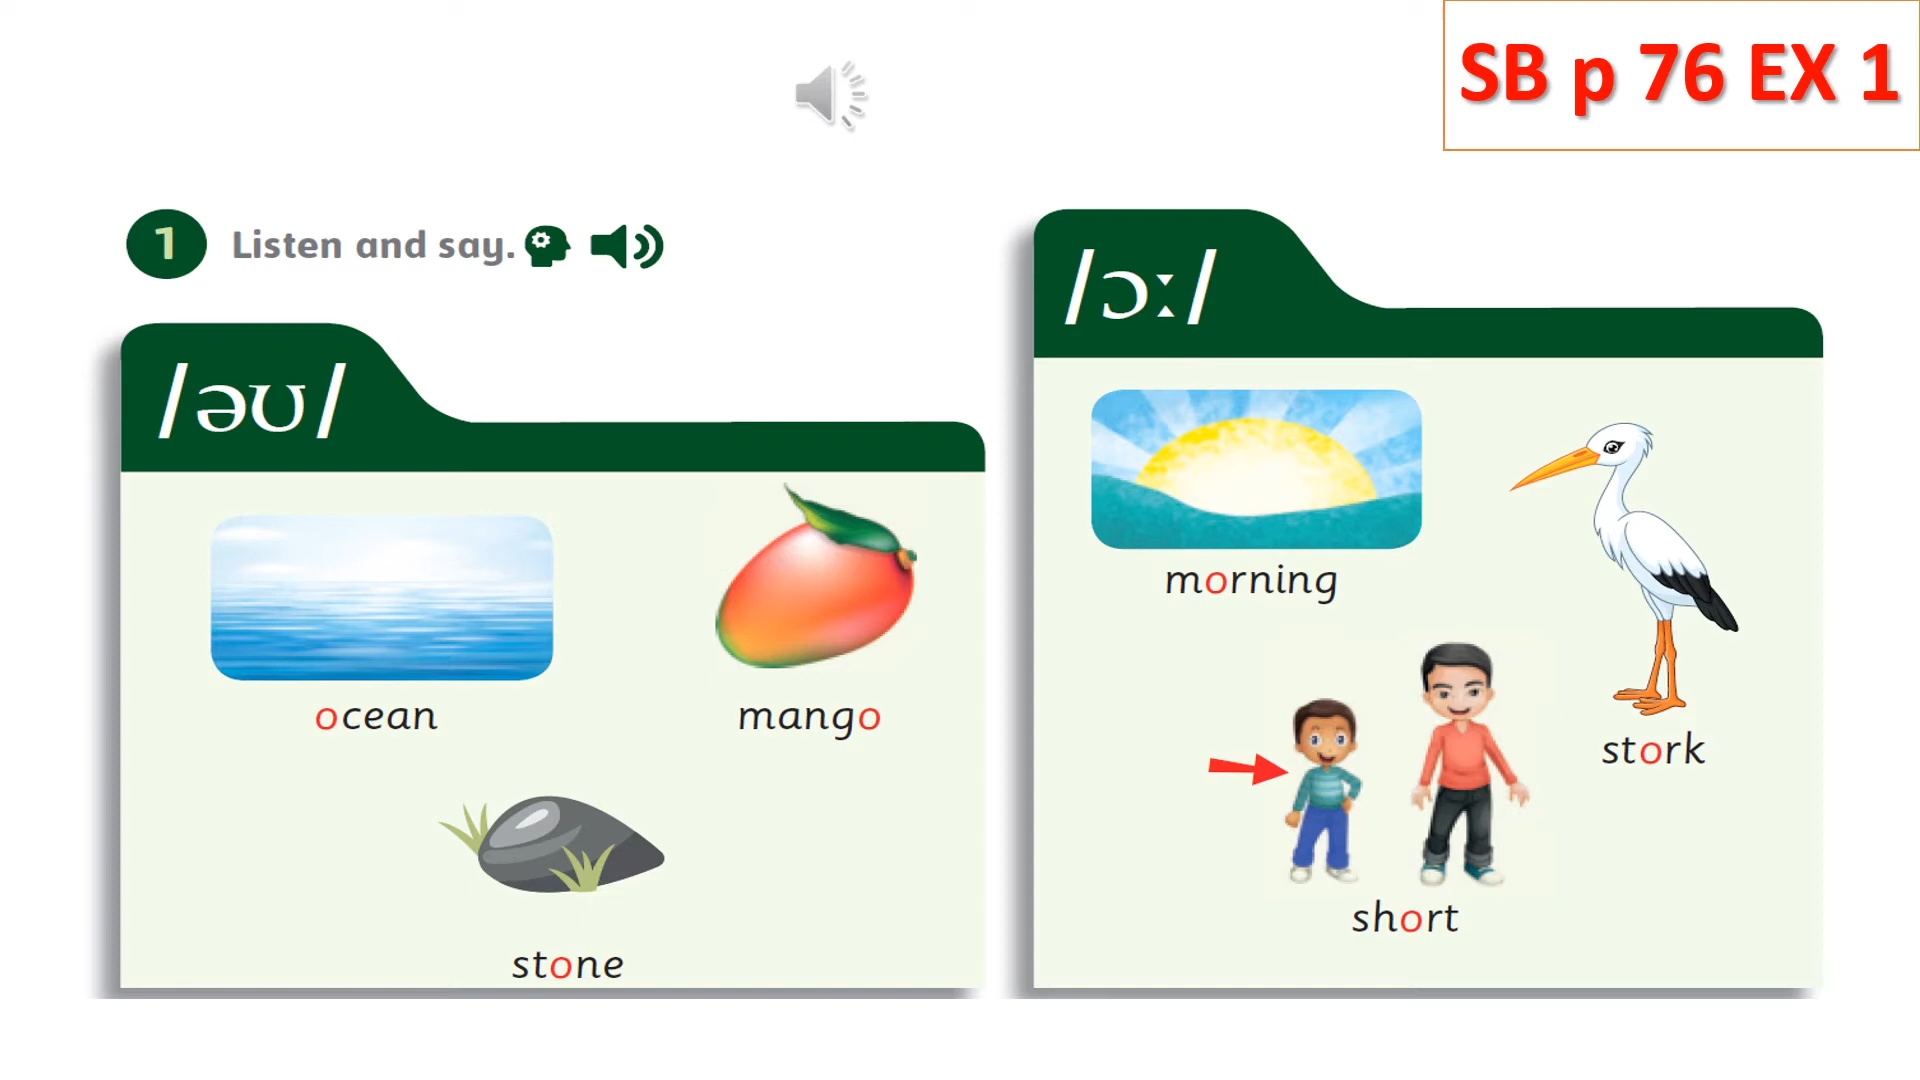 SB p 76 EX 1
1 Listen and say.
/əʊ/
ocean
mango
stone
/ɔː/
morning
stork
short